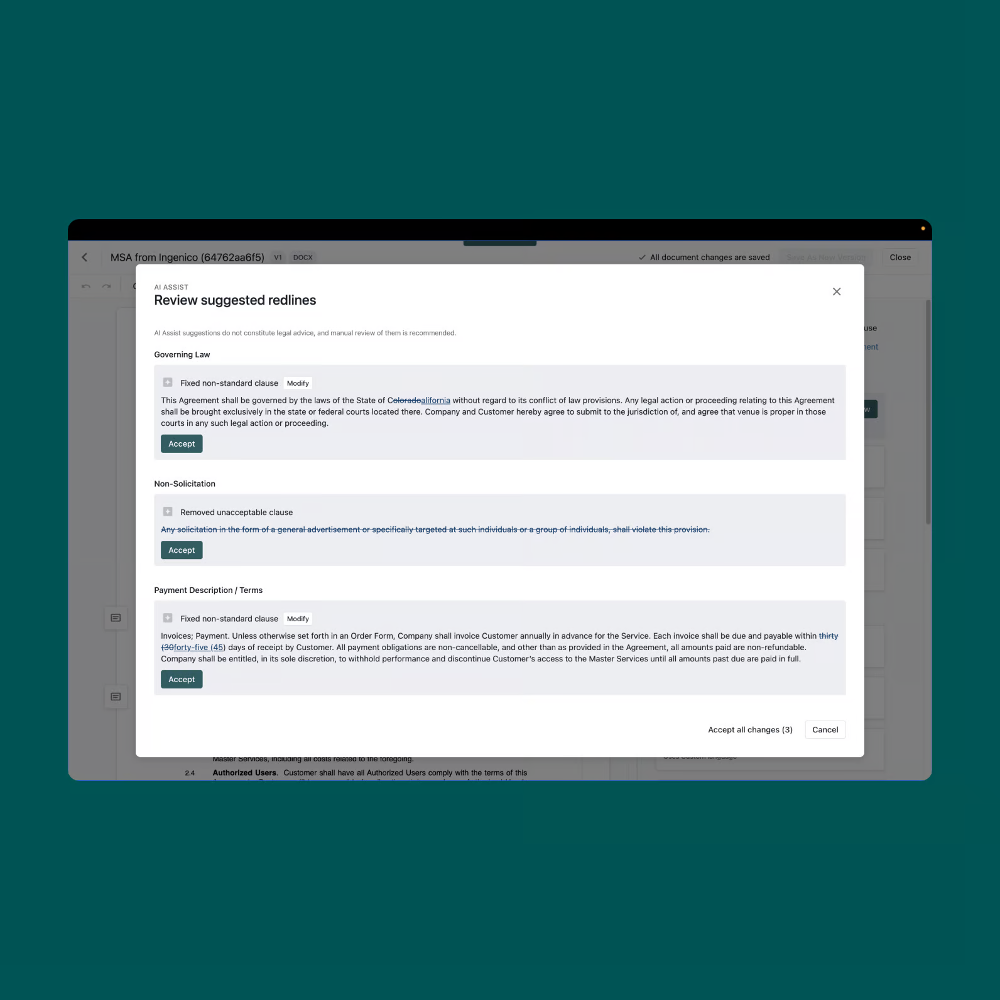 MSA from Ingenico (64762aa6f5) V1 DOCX
All document changes are saved Save As New Version Close
AI ASSIST
Review suggested redlines
AI Assist suggestions do not constitute legal advice, and manual review of them is recommended.
Governing Law
Fixed non-standard clause Modify
This Agreement shall be governed by the laws of the State of Coloradoalifornia without regard to its conflict of law provisions. Any legal action or proceeding relating to this Agreement
shall be brought exclusively in the state or federal courts located there. Company and Customer hereby agree to submit to the jurisdiction of, and agree that venue is proper in those
courts in any such legal action or proceeding.
Accept
Non-Solicitation
Removed unacceptable clause
Any solicitation in the form of a general advertisement or specifically targeted at such individuals or a group of individuals, shall violate this provision.
Accept
Payment Description / Terms
Fixed non-standard clause Modify
Invoices; Payment. Unless otherwise set forth in an Order Form, Company shall invoice Customer annually in advance for the Service. Each invoice shall be due and payable within thirty
(30forty-five (45) days of receipt by Customer. All payment obligations are non-cancellable, and other than as provided in the Agreement, all amounts paid are non-refundable.
Company shall be entitled, in its sole discretion, to withhold performance and discontinue Customer's access to the Master Services until all amounts past due are paid in full.
Accept
Accept all changes (3) Cancel
Master Services, including all costs related to the foregoing.
2.4 Authorized Users. Customer shall have all Authorized Users comply with the terms of this